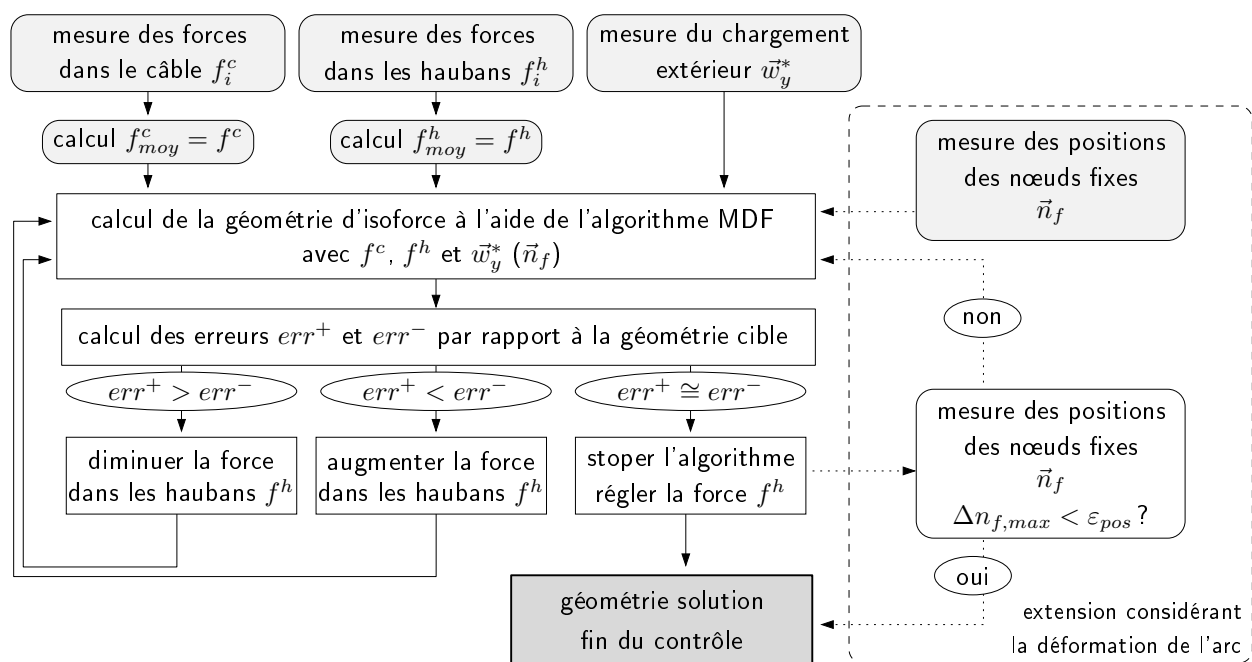 mesure des forces
dans le câble $f_i^c$
mesure des forces
dans les haubans $f_i^h$
mesure du chargement
extérieur $\vec{w}_y^*$
calcul $f_{moy}^c = f^c$
calcul $f_{moy}^h = f^h$
mesure des positions
des nœuds fixes
$\vec{n}_f$
calcul de la géométrie d'isoforce à l'aide de l'algorithme MDF
avec $f^c$, $f^h$ et $\vec{w}_y^*$ ($\vec{n}_f$)
non
calcul des erreurs $err^+$ et $err^-$ par rapport à la géométrie cible
$err^+ > err^-$
$err^+ < err^-$
$err^+ \cong err^-$
diminuer la force
dans les haubans $f^h$
augmenter la force
dans les haubans $f^h$
stoper l'algorithme
régler la force $f^h$
mesure des positions
des nœuds fixes
$\vec{n}_f$
$\Delta n_{f,max} < \varepsilon_{pos}$ ?
oui
géométrie solution
fin du contrôle
extension considérant
la déformation de l'arc